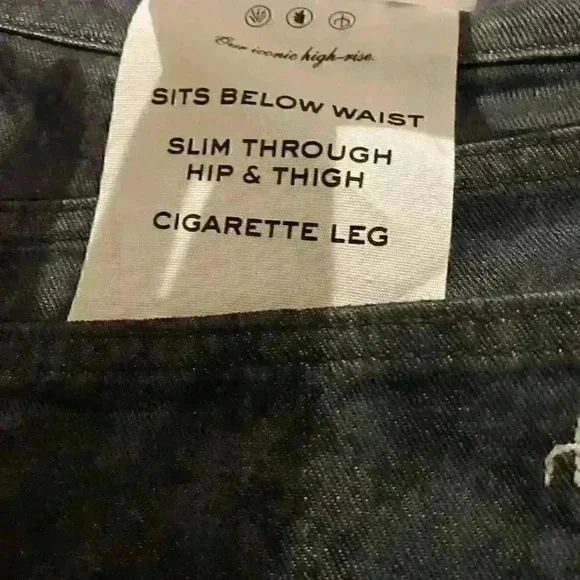 Our iconic high-rise.
SITS BELOW WAIST
SLIM THROUGH
HIP & THIGH
CIGARETTE LEG